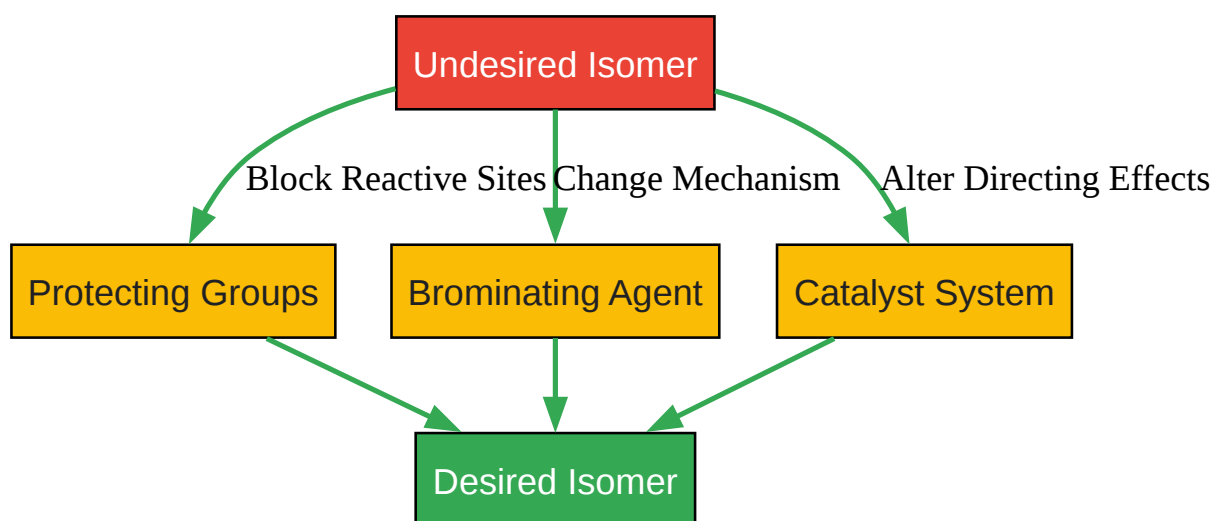 Undesired Isomer
Block Reactive Sites
Change Mechanism
Alter Directing Effects
Protecting Groups
Brominating Agent
Catalyst System
Desired Isomer